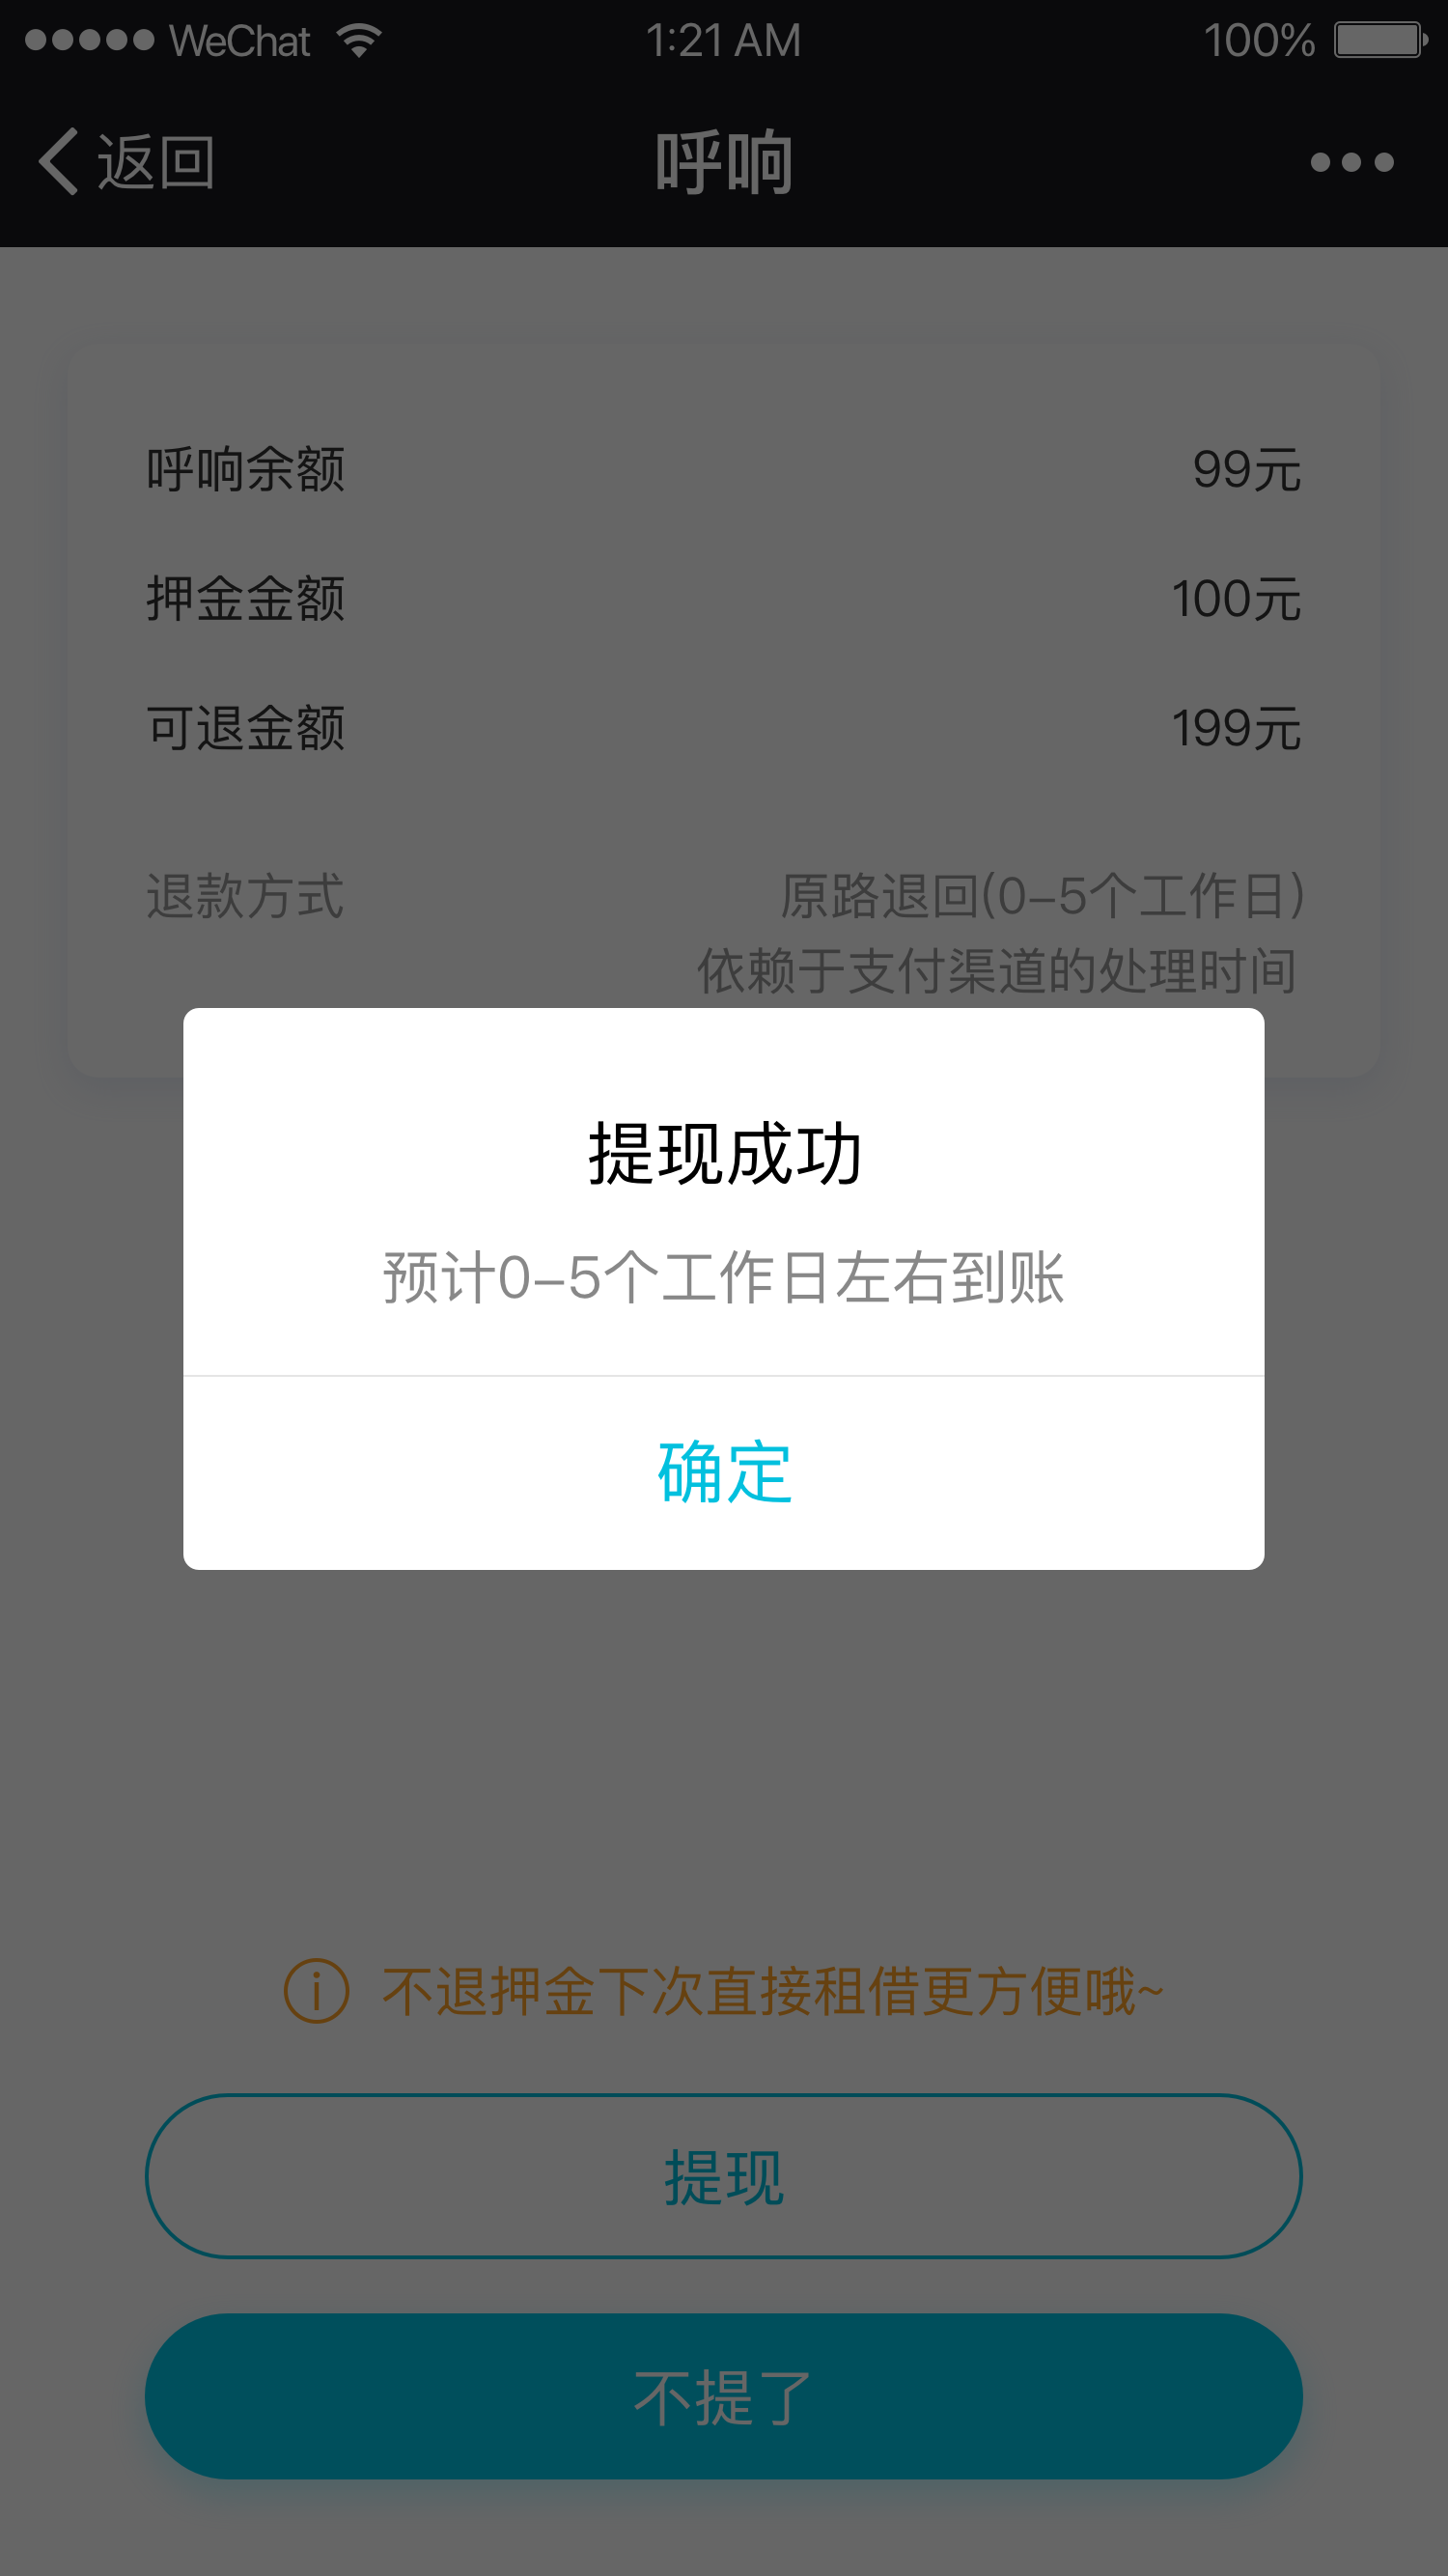 WeChat 1:21 AM 100%
返回 呼响
呼响余额 99元
押金金额 100元
可退金额 199元
退款方式 原路退回(0-5个工作日)
依赖于支付渠道的处理时间
提现成功
预计0-5个工作日左右到账
确定
不退押金下次直接租借更方便哦~
提现
不提了